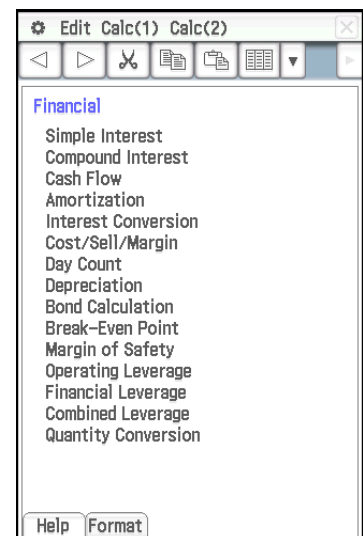 Edit Calc(1) Calc(2)
Financial
Simple Interest
Compound Interest
Cash Flow
Amortization
Interest Conversion
Cost/Sell/Margin
Day Count
Depreciation
Bond Calculation
Break-Even Point
Margin of Safety
Operating Leverage
Financial Leverage
Combined Leverage
Quantity Conversion
Help Format